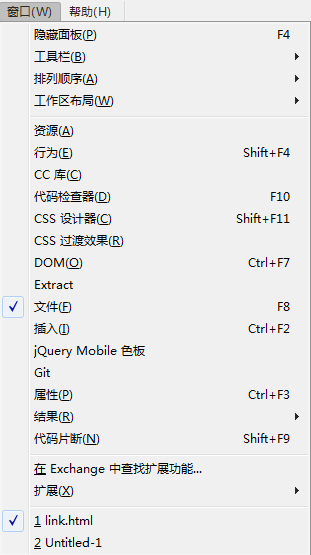 窗口(W) 帮助(H)
隐藏面板(P) F4
工具栏(B)
排列顺序(A)
工作区布局(W)
资源(A)
行为(E) Shift+F4
CC 库(C)
代码检查器(D) F10
CSS 设计器(C) Shift+F11
CSS 过渡效果(R)
DOM(O) Ctrl+F7
Extract
文件(F) F8
插入(I) Ctrl+F2
jQuery Mobile 色板
Git
属性(P) Ctrl+F3
结果(R)
代码片断(N) Shift+F9
在 Exchange 中查找扩展功能...
扩展(X)
1 link.html
2 Untitled-1